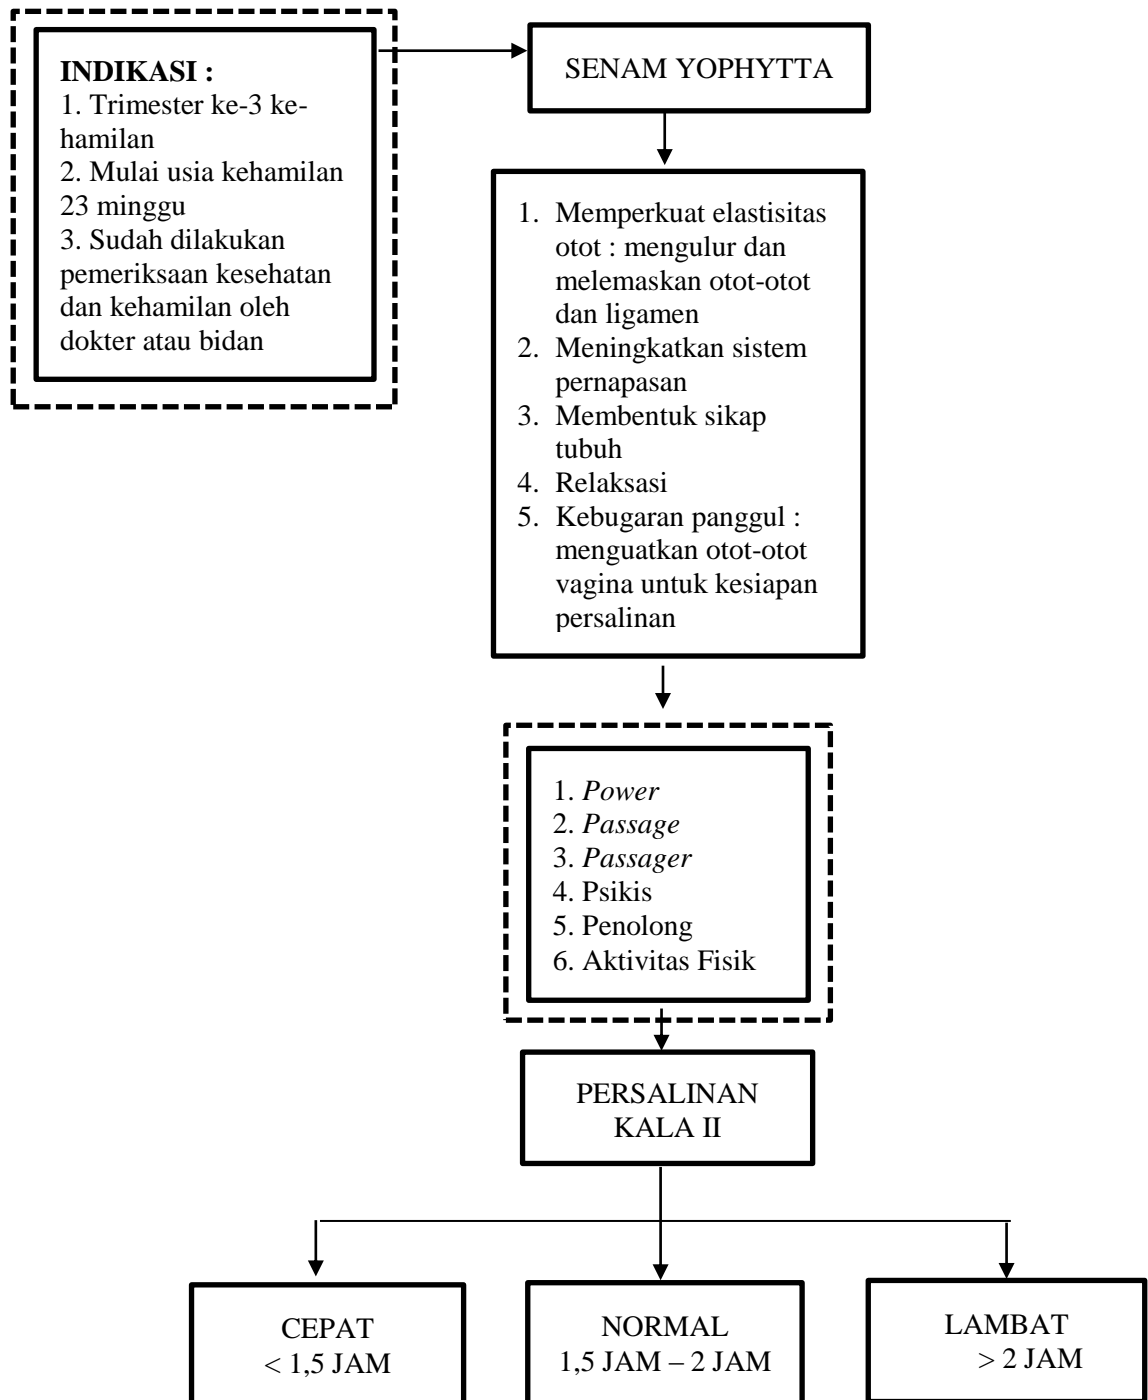 INDIKASI :
1. Trimester ke-3 ke-
hamilan
2. Mulai usia kehamilan
23 minggu
3. Sudah dilakukan
pemeriksaan kesehatan
dan kehamilan oleh
dokter atau bidan
SENAM YOPHYTTA
1. Memperkuat elastisitas
otot : mengulur dan
melemaskan otot-otot
dan ligamen
2. Meningkatkan sistem
pernapasan
3. Membentuk sikap
tubuh
4. Relaksasi
5. Kebugaran panggul :
menguatkan otot-otot
vagina untuk kesiapan
persalinan
1. Power
2. Passage
3. Passager
4. Psikis
5. Penolong
6. Aktivitas Fisik
PERSALINAN
KALA II
CEPAT
< 1,5 JAM
NORMAL
1,5 JAM – 2 JAM
LAMBAT
> 2 JAM